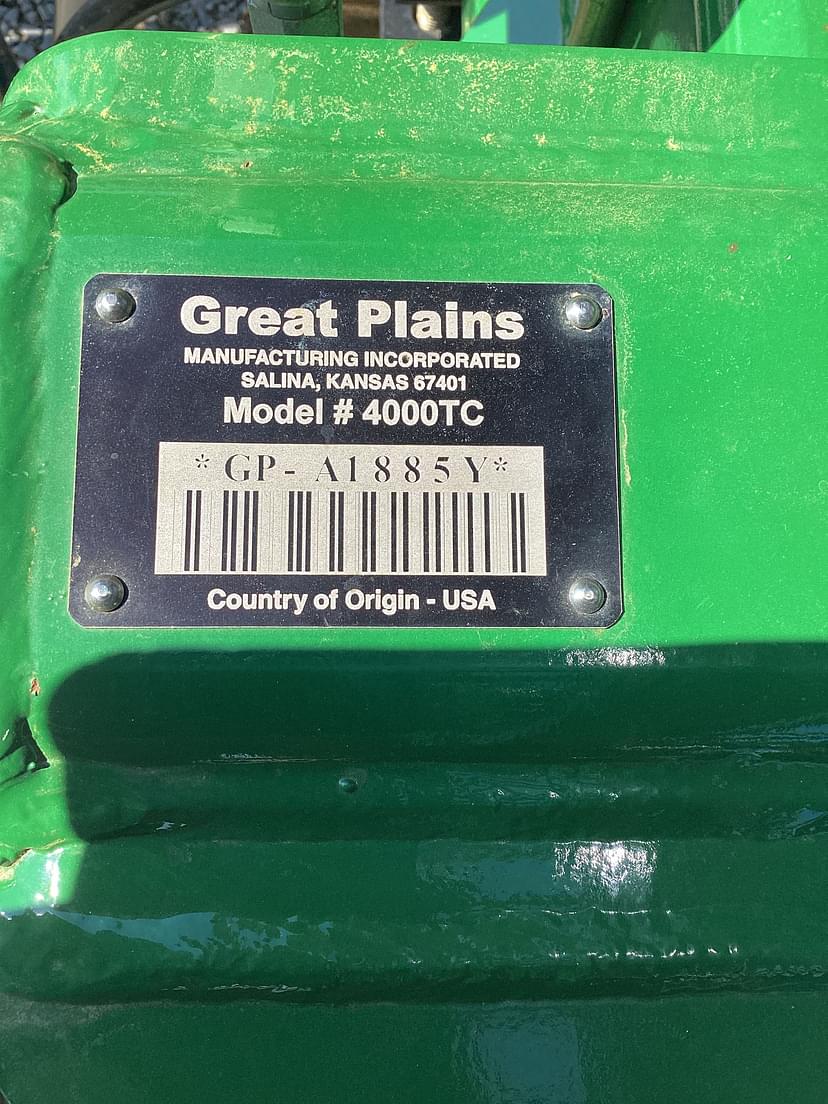 Great Plains
MANUFACTURING INCORPORATED
SALINA, KANSAS 67401
Model # 4000TC
*GP- A1885Y*
Country of Origin - USA